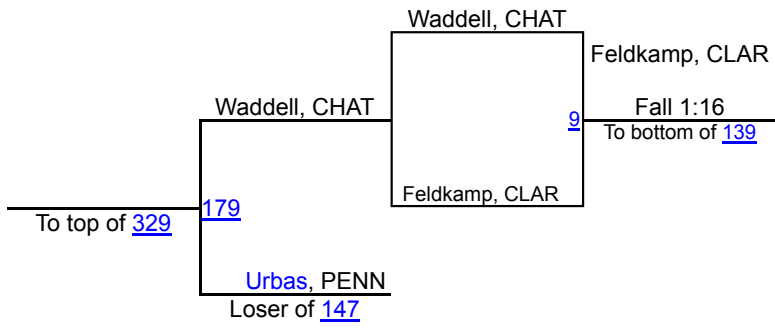 Waddell, CHAT
Feldkamp, CLAR
Waddell, CHAT
Fall 1:16
9
To bottom of 139
Feldkamp, CLAR
179
To top of 329
Urbas, PENN
Loser of 147